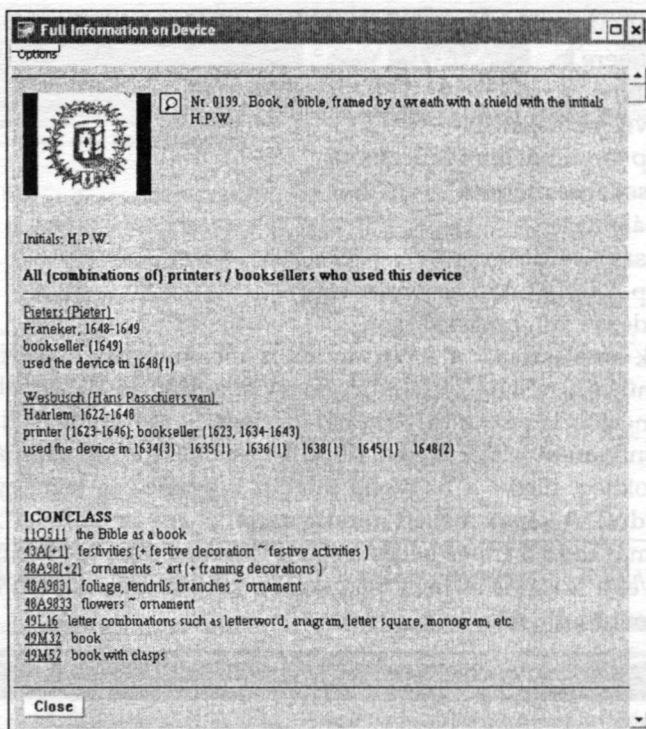 Full Information on Device
Options
Nr. 0199. Book, a bible, framed by a wreath with a shield with the initials
H.P.W.
Initials: H.P.W.
All (combinations of) printers / booksellers who used this device
Pieters (Pieter)
Franeker, 1648-1649
bookseller (1649)
used the device in 1648(1)
Wesbusch (Hans Passchiers van)
Haarlem, 1622-1648
printer (1623-1646); bookseller (1623, 1634-1643)
used the device in 1634(3) 1635(1) 1636(1) 1638(1) 1645(1) 1648(2)
ICONCLASS
11Q511 the Bible as a book
43A(+1) festivities (+ festive decoration ~ festive activities )
48A98(+2) ornaments ~ art (+ framing decorations )
48A9831 foliage, tendrils, branches ~ ornament
48A9833 flowers ~ ornament
49L16 letter combinations such as letterword, anagram, letter square, monogram, etc.
49M32 book
49M52 book with clasps
Close